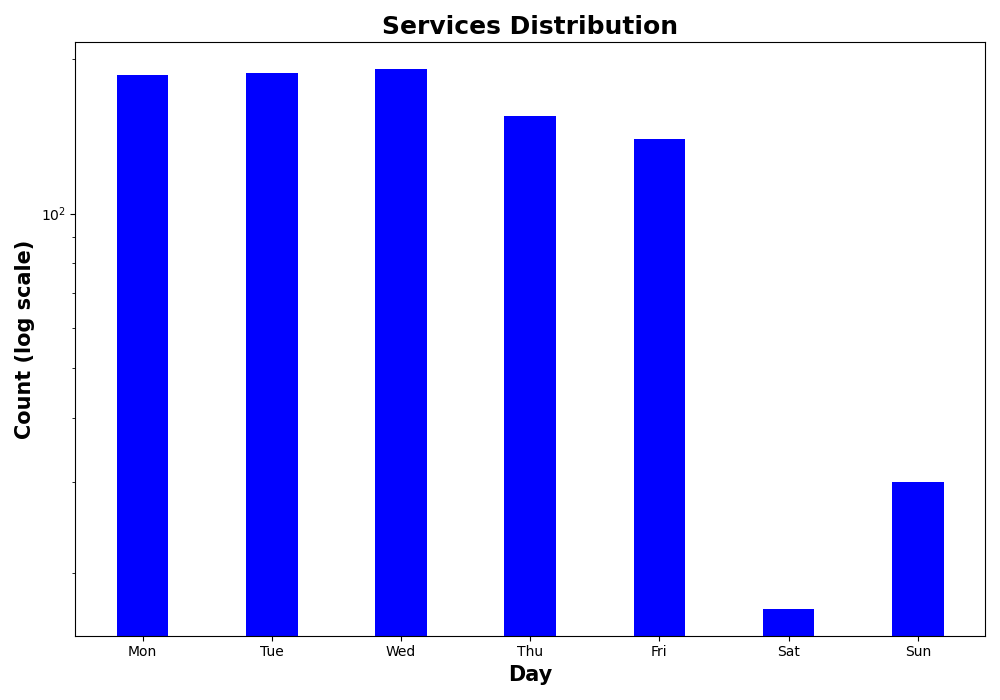 Services Distribution
Count (log scale)
10²
Mon Tue Wed Thu Fri Sat Sun
Day